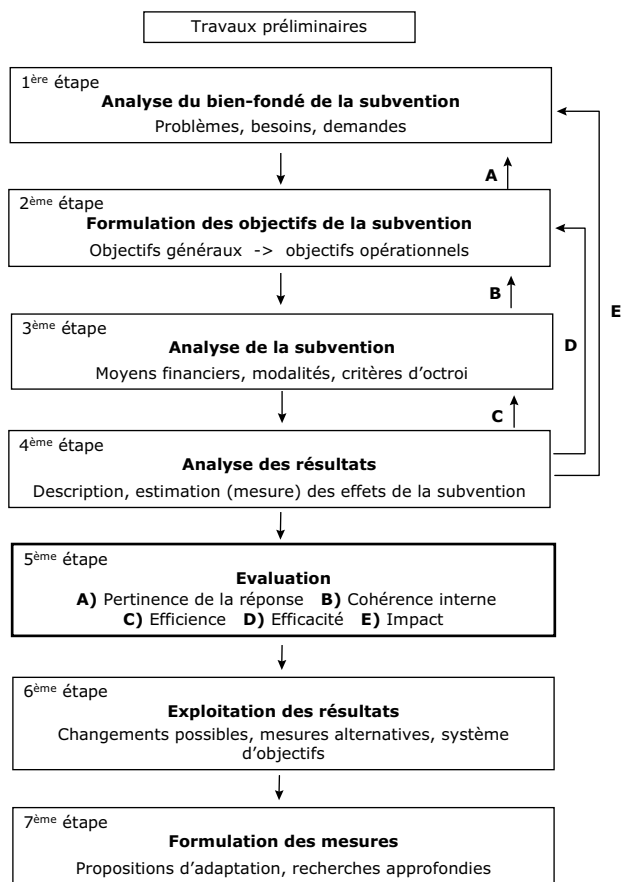 Travaux préliminaires
1ère étape
Analyse du bien-fondé de la subvention
Problèmes, besoins, demandes
A
2ème étape
Formulation des objectifs de la subvention
Objectifs généraux -> objectifs opérationnels
B
E
3ème étape
Analyse de la subvention
D
Moyens financiers, modalités, critères d'octroi
C
4ème étape
Analyse des résultats
Description, estimation (mesure) des effets de la subvention
5ème étape
Evaluation
A) Pertinence de la réponse B) Cohérence interne
C) Efficience D) Efficacité E) Impact
6ème étape
Exploitation des résultats
Changements possibles, mesures alternatives, système
d'objectifs
7ème étape
Formulation des mesures
Propositions d'adaptation, recherches approfondies